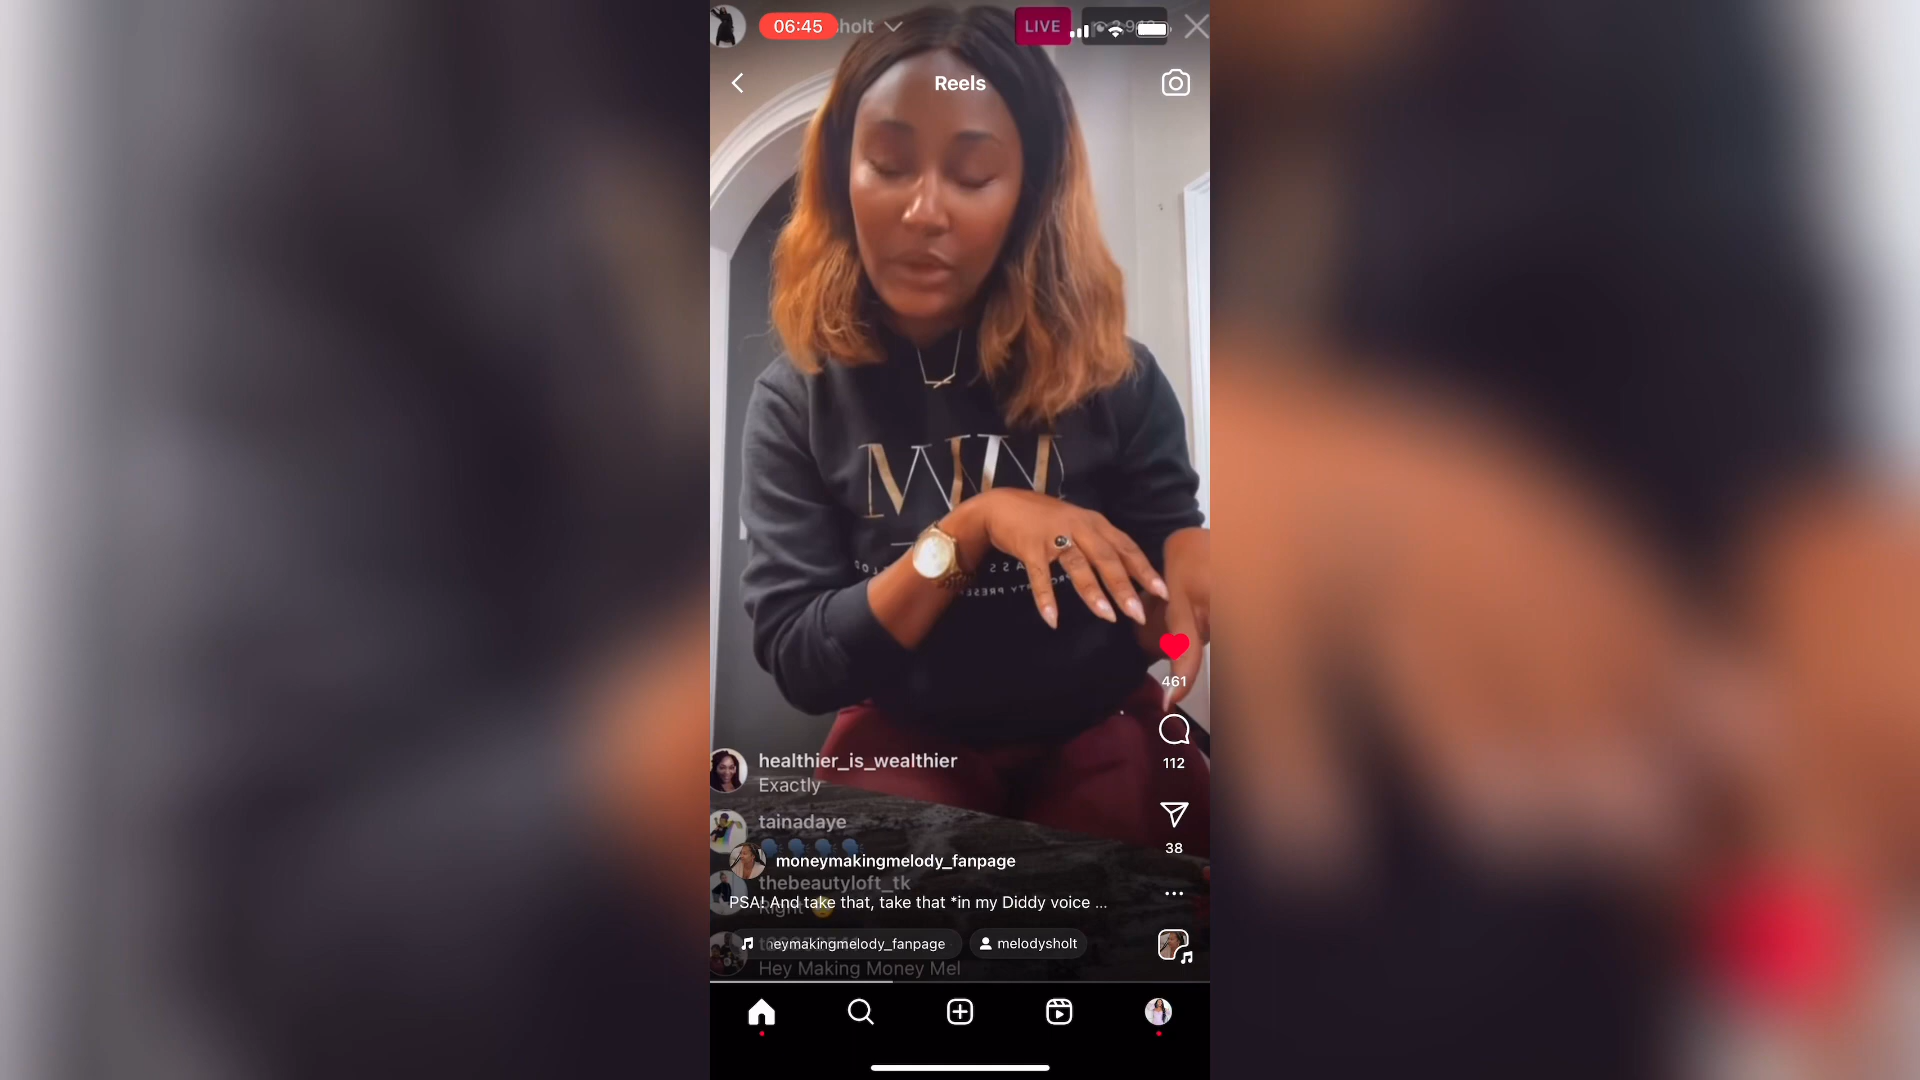 06:45
holt
LIVE
Reels
461
112
38
healthier_is_wealthier
Exactly
tainadaye
moneymakingmelody_fanpage
thebeautyloft_tk
PSA! And take that, take that *in my Diddy voice ...
Right
eymakingmelody_fanpage
melodysholt
Hey Making Money Mel